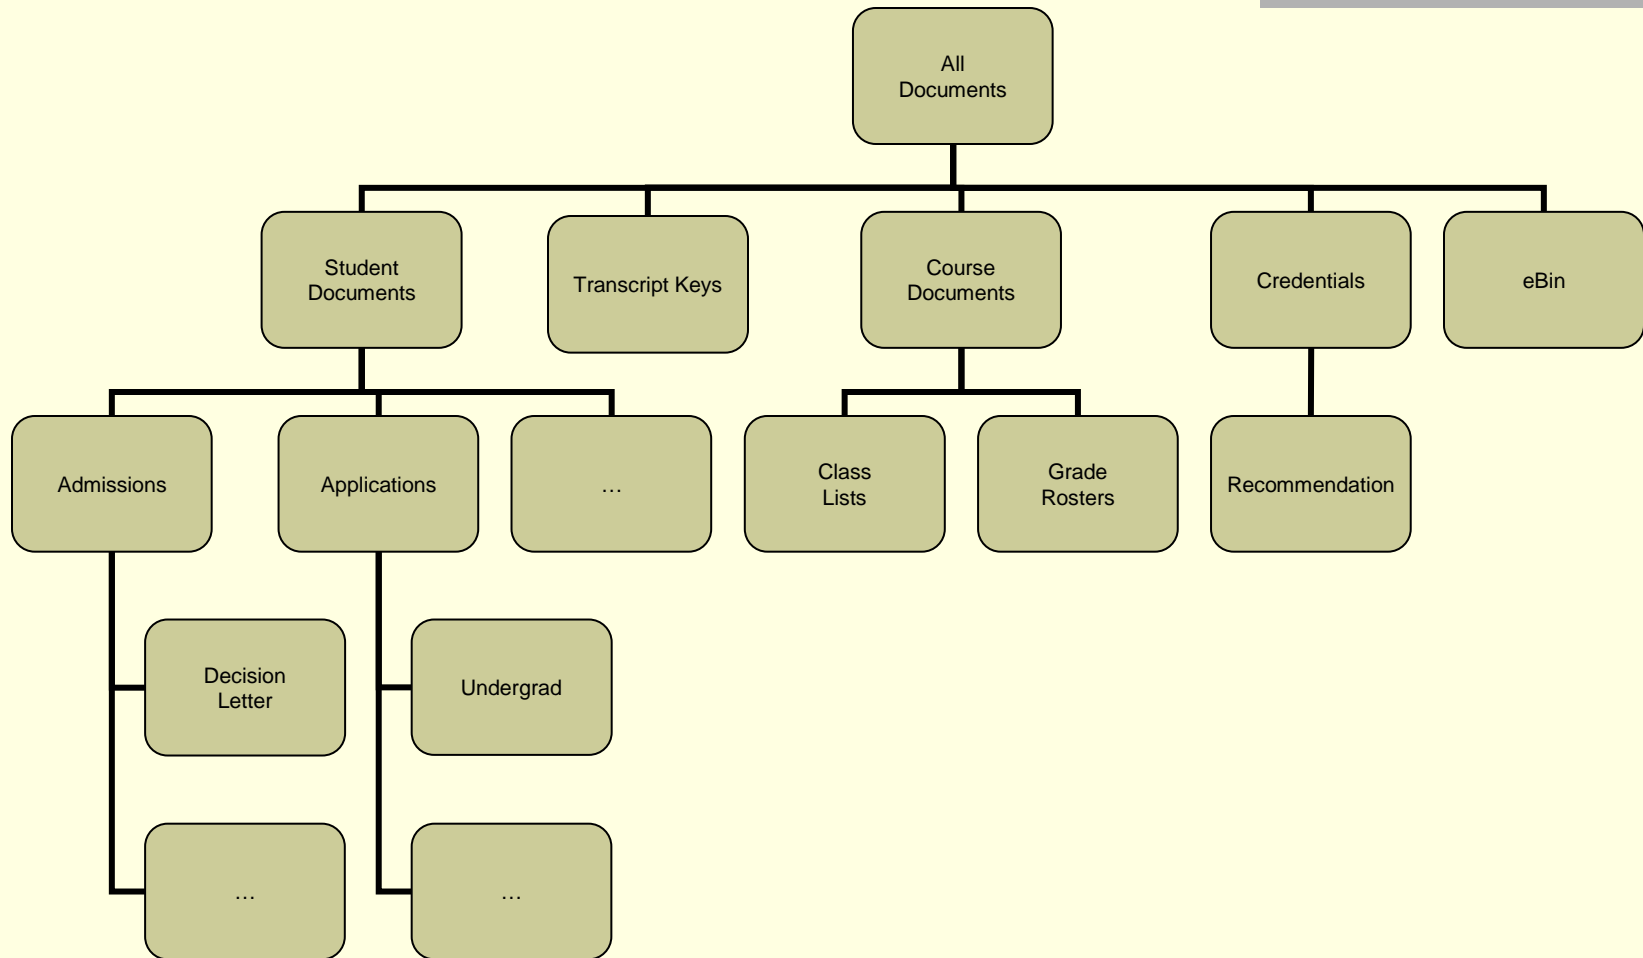 All
Documents
Student
Documents
Transcript Keys
Course
Documents
Credentials
eBin
Admissions
Applications
…
Class
Lists
Grade
Rosters
Recommendation
Decision
Letter
Undergrad
…
…